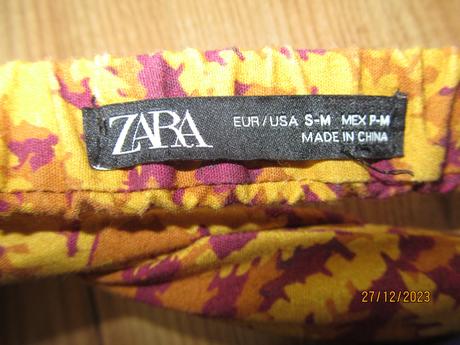 ZARA
EUR/USA S-M MEX P-M
MADE IN CHINA
27/12/2023